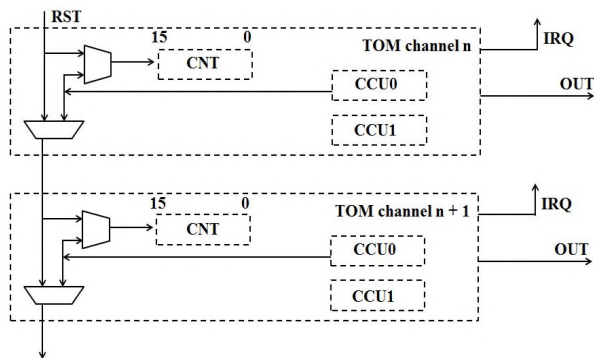 RST
15 0
TOM channel n
IRQ
CNT
CCU0
OUT
CCU1
15 0
TOM channel n + 1
IRQ
CNT
CCU0
OUT
CCU1